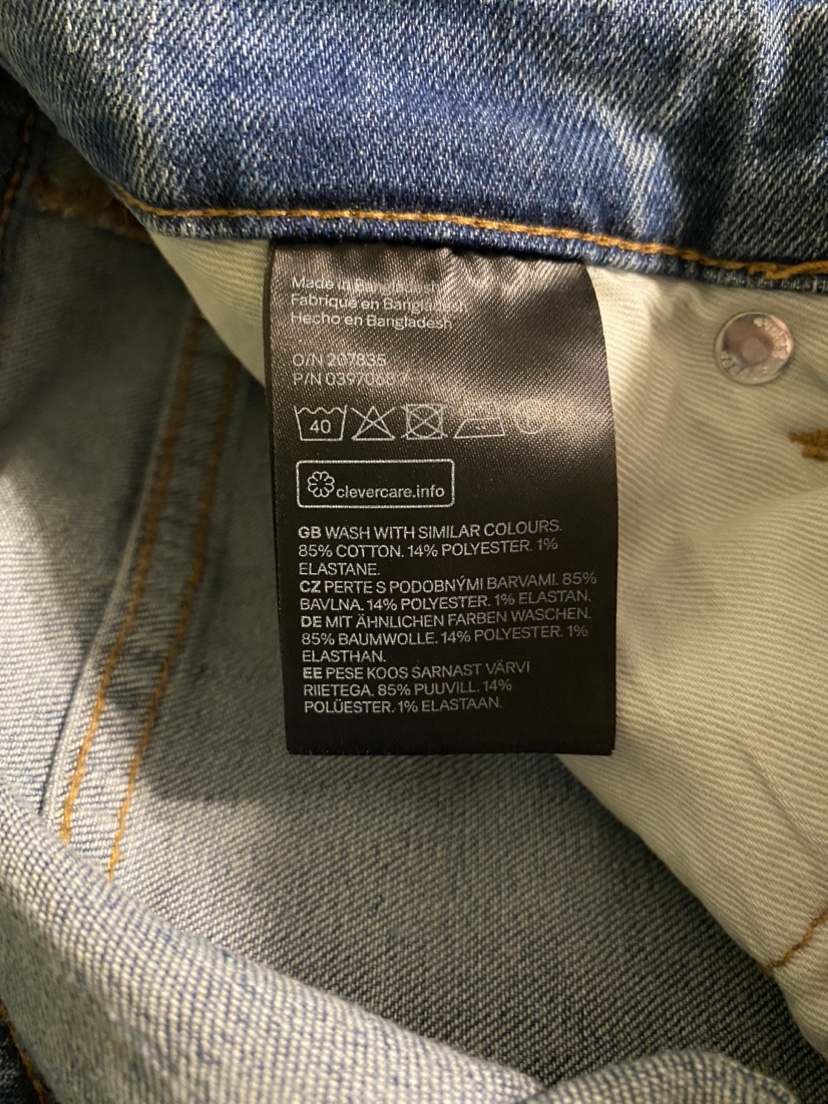 Made in Bangladesh
Fabriqué en Bangladesh
Hecho en Bangladesh
O/N 207835
P/N
40
clevercare.info
GB WASH WITH SIMILAR COLOURS.
85% COTTON. 14% POLYESTER. 1%
ELASTANE.
CZ PERTE S PODOBNÝMI BARVAMI. 85%
BAVLNA. 14% POLYESTER. 1% ELASTAN.
DE MIT ÄHNLICHEN FARBEN WASCHEN.
85% BAUMWOLLE. 14% POLYESTER. 1%
ELASTHAN.
EE PESE KOOS SARNAST VÄRVI
RIIETEGA. 85% PUUVILL. 14%
POLÜESTER. 1% ELASTAAN.